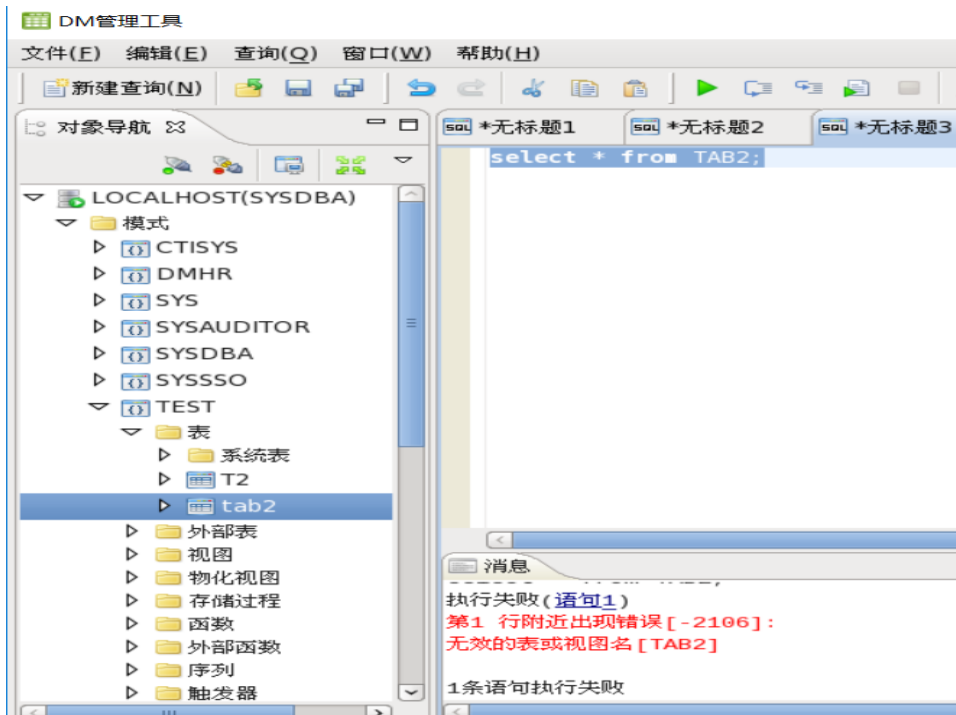 DM管理工具
文件(F) 编辑(E) 查询(Q) 窗口(W) 帮助(H)
新建查询(N)
对象导航
*无标题1 *无标题2 *无标题3
select * from TAB2;
LOCALHOST(SYSDBA)
模式
CTISYS
DMHR
SYS
SYSAUDITOR
SYSDBA
SYSSSO
TEST
表
系统表
T2
tab2
外部表
视图
物化视图
存储过程
函数
外部函数
序列
触发器
消息
执行失败(语句1)
第1 行附近出现错误[-2106]:
无效的表或视图名[TAB2]
1条语句执行失败